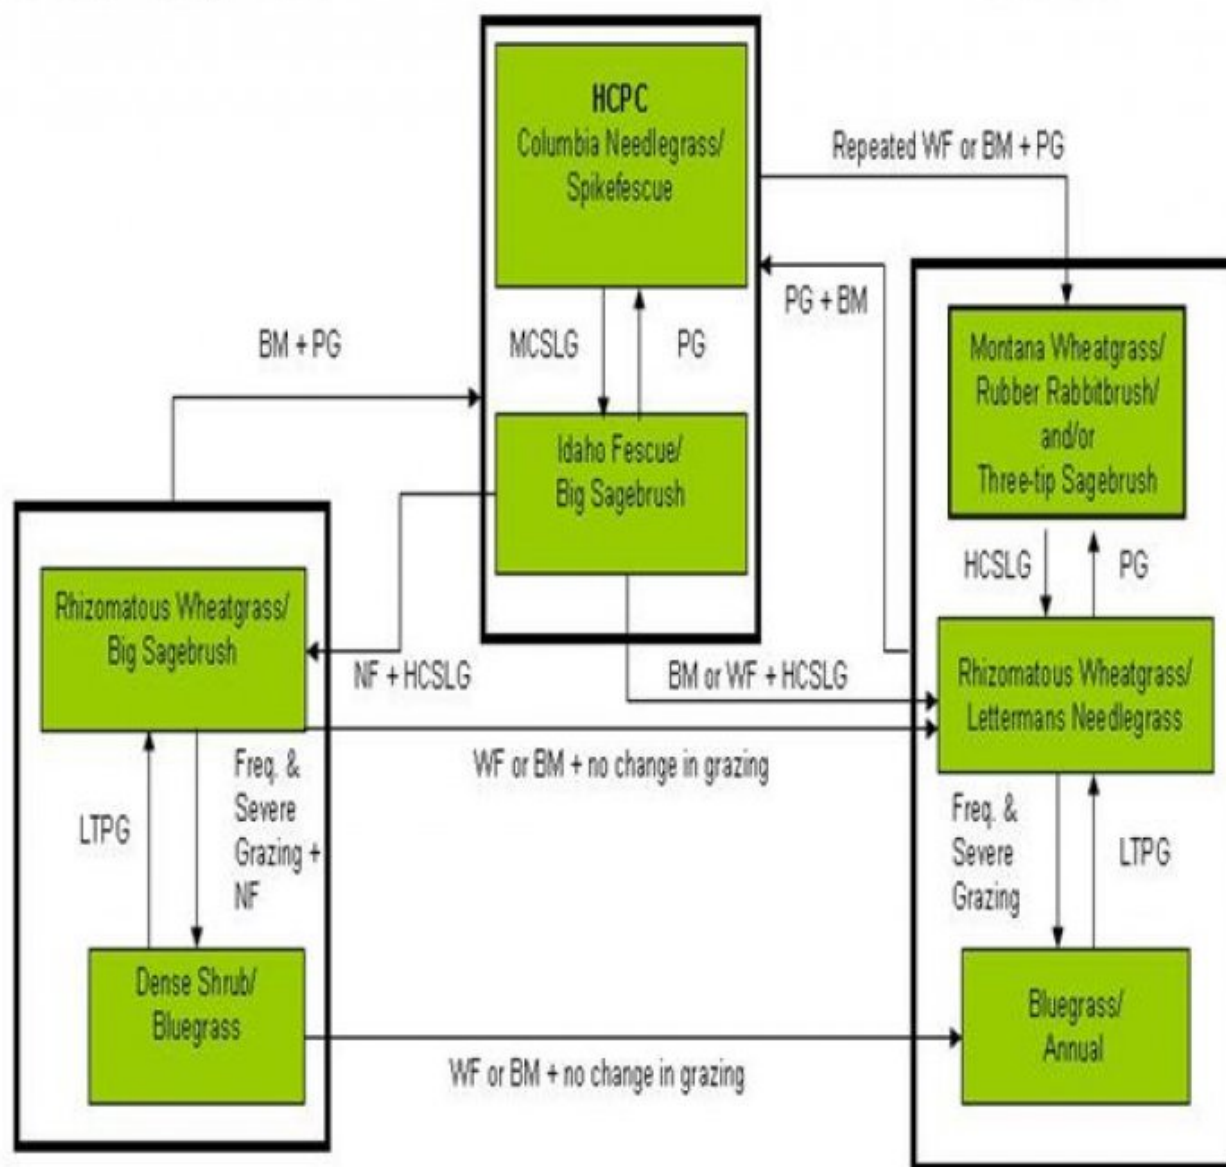 HCPC
Columbia Needlegrass/
Spikefescue
Repeated WF or BM + PG
PG + BM
BM + PG
MCSLG
PG
Montana Wheatgrass/
Rubber Rabbitbrush/
and/or
Three-tip Sagebrush
Idaho Fescue/
Big Sagebrush
HCSLG
PG
Rhizomatous Wheatgrass/
Big Sagebrush
NF + HCSLG
BM or WF + HCSLG
Rhizomatous Wheatgrass/
Lettermans Needlegrass
WF or BM + no change in grazing
LTPG
Freq. &
Severe
Grazing +
NF
Freq. &
Severe
Grazing
LTPG
Dense Shrub/
Bluegrass
Bluegrass/
Annual
WF or BM + no change in grazing